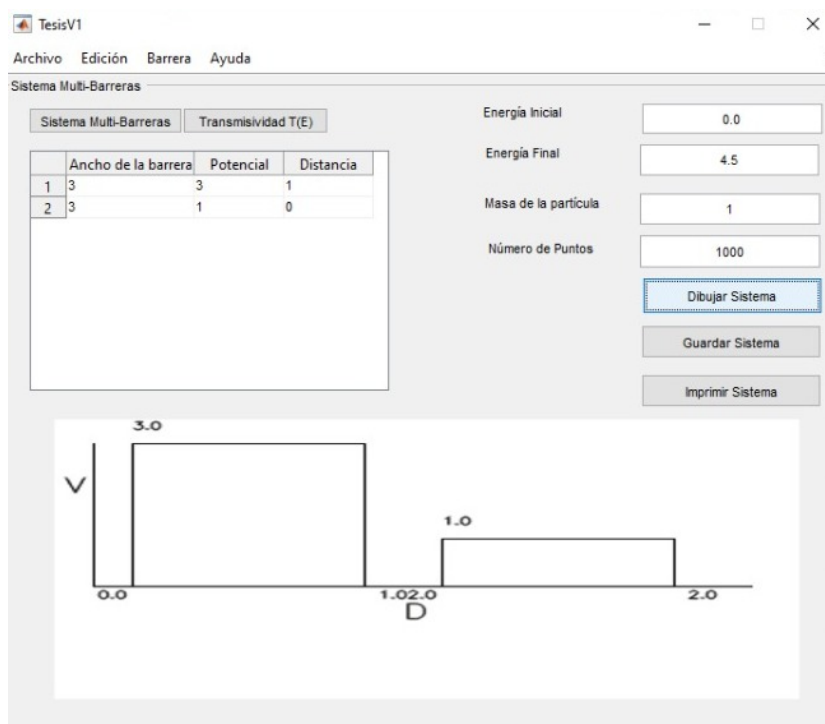 TesisV1
Archivo Edición Barrera Ayuda
Sistema Multi-Barreras
Sistema Multi-Barreras Transmisividad T(E)
Ancho de la barrera Potencial Distancia
1 3 3 1
2 3 1 0
Energía Inicial 0.0
Energía Final 4.5
Masa de la partícula 1
Número de Puntos 1000
Dibujar Sistema
Guardar Sistema
Imprimir Sistema
3.0
V
1.0
0.0 1.02.0 2.0
D